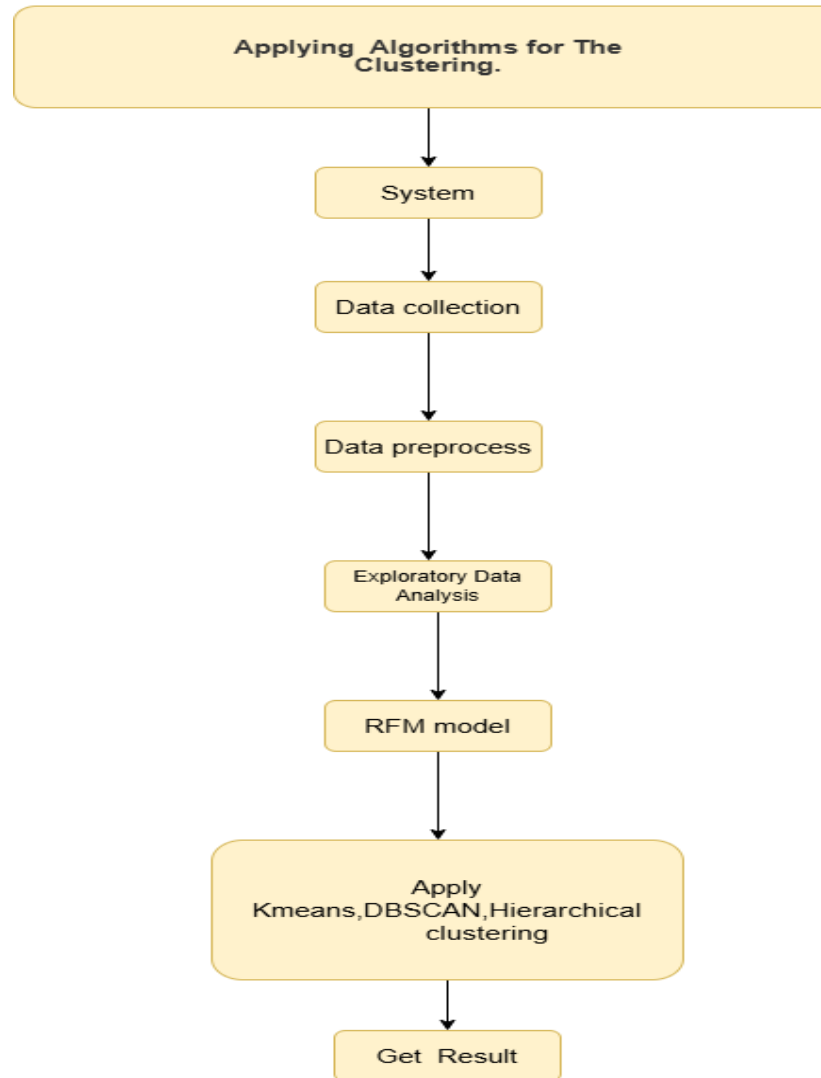 Applying Algorithms for The
Clustering.
System
Data collection
Data preprocess
Exploratory Data
Analysis
RFM model
Apply
Kmeans,DBSCAN,Hierarchical
clustering
Get Result